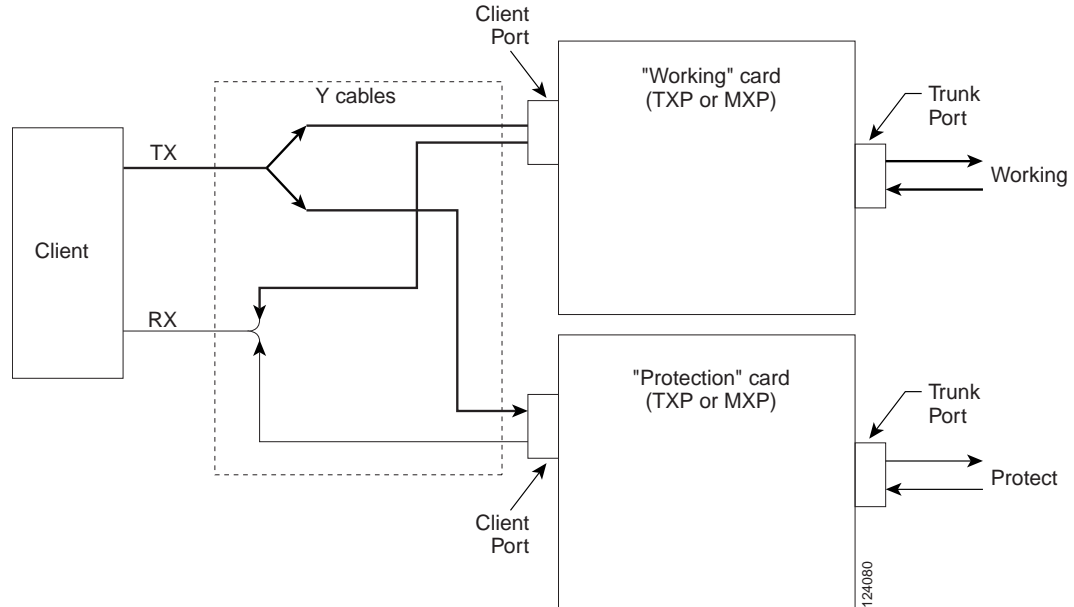 Client
Port
"Working" card
(TXP or MXP)
Y cables
Trunk
Port
TX
Working
Client
RX
"Protection" card
(TXP or MXP)
Trunk
Port
Protect
Client
Port
124080